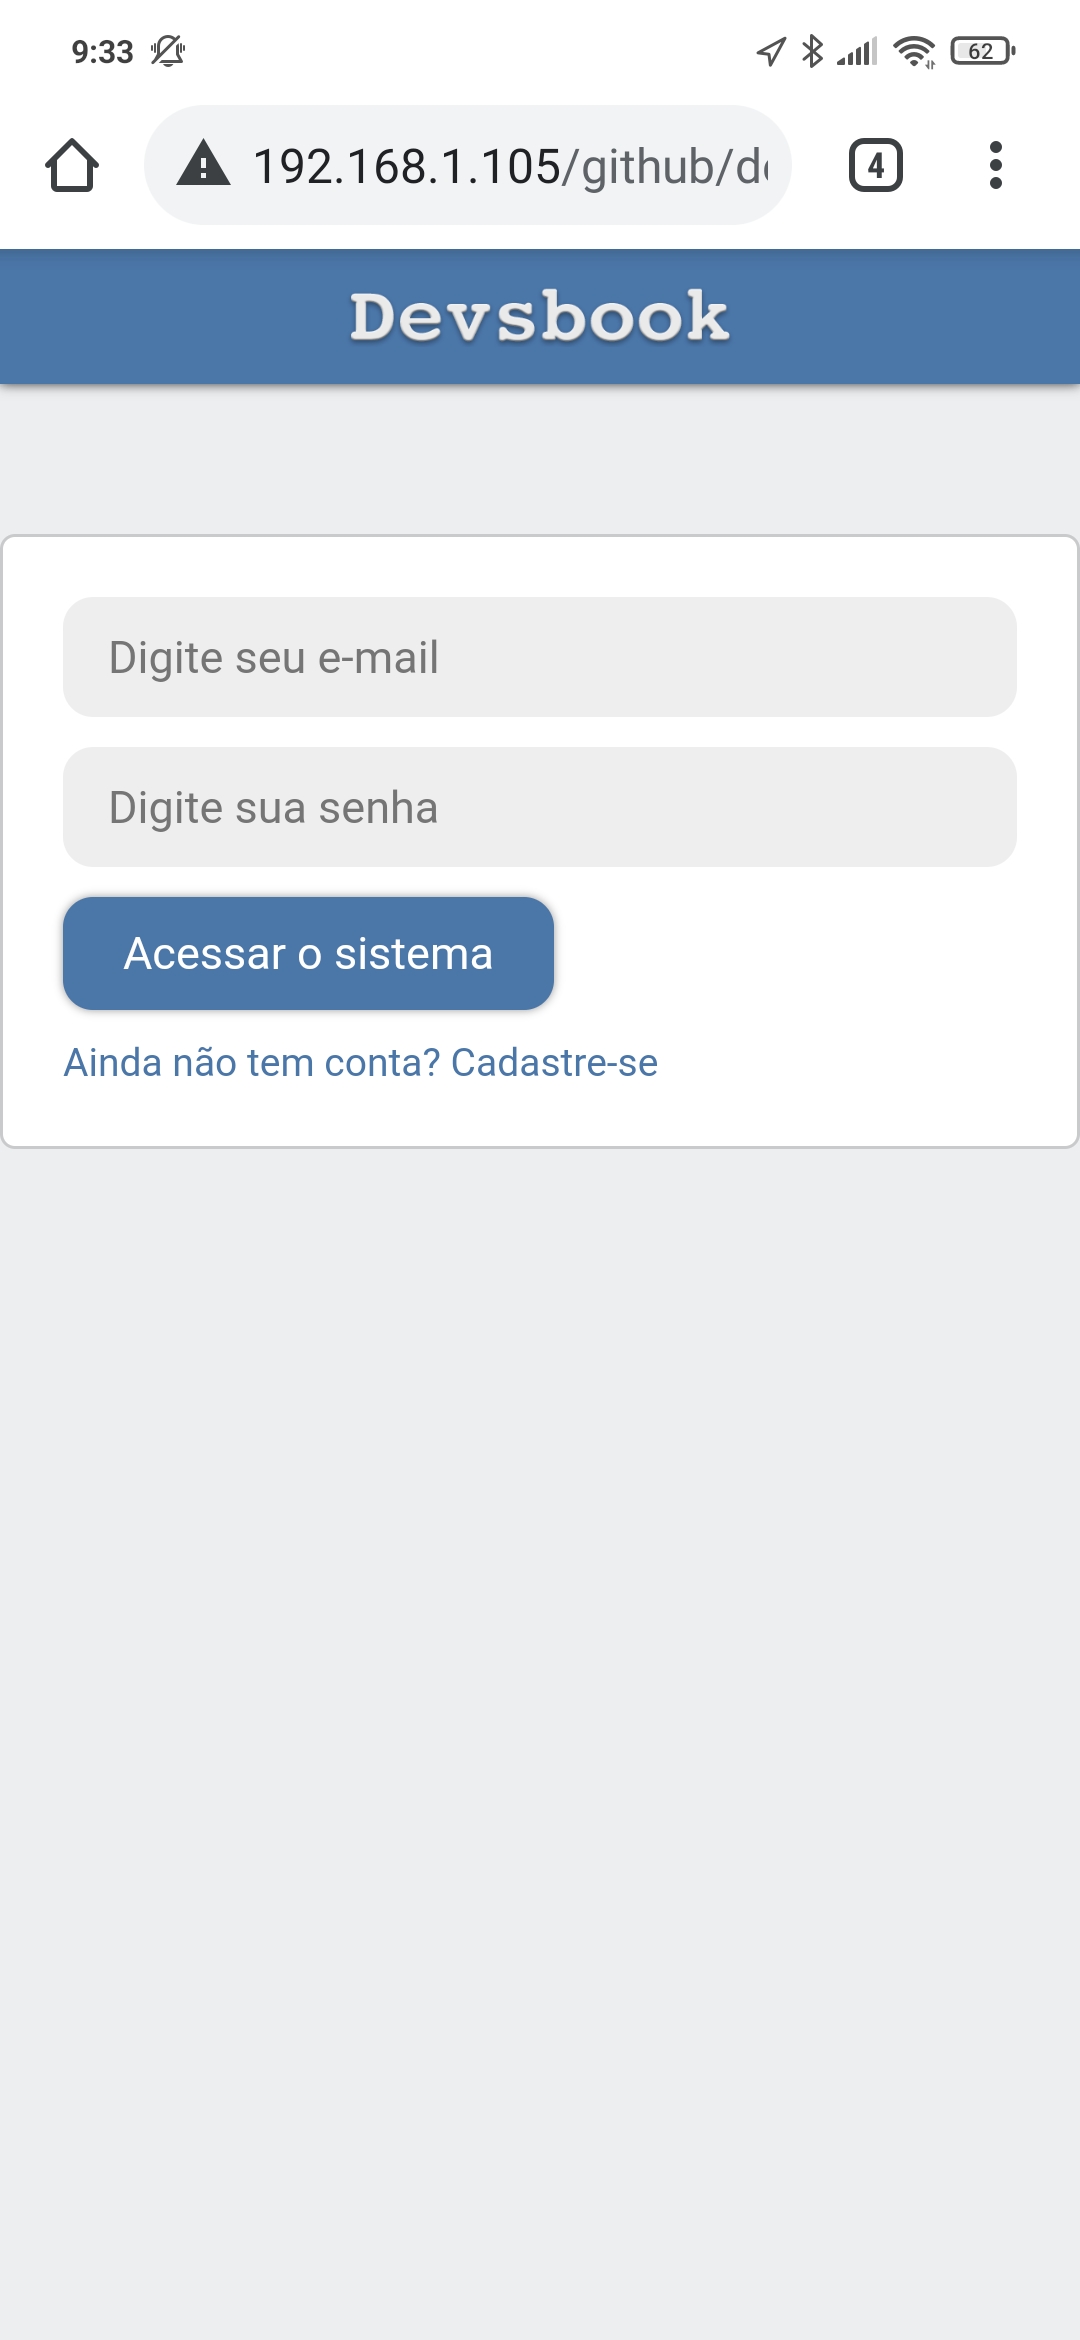 9:33
62
192.168.1.105/github/d
4
Devsbook
Digite seu e-mail
Digite sua senha
Acessar o sistema
Ainda não tem conta? Cadastre-se